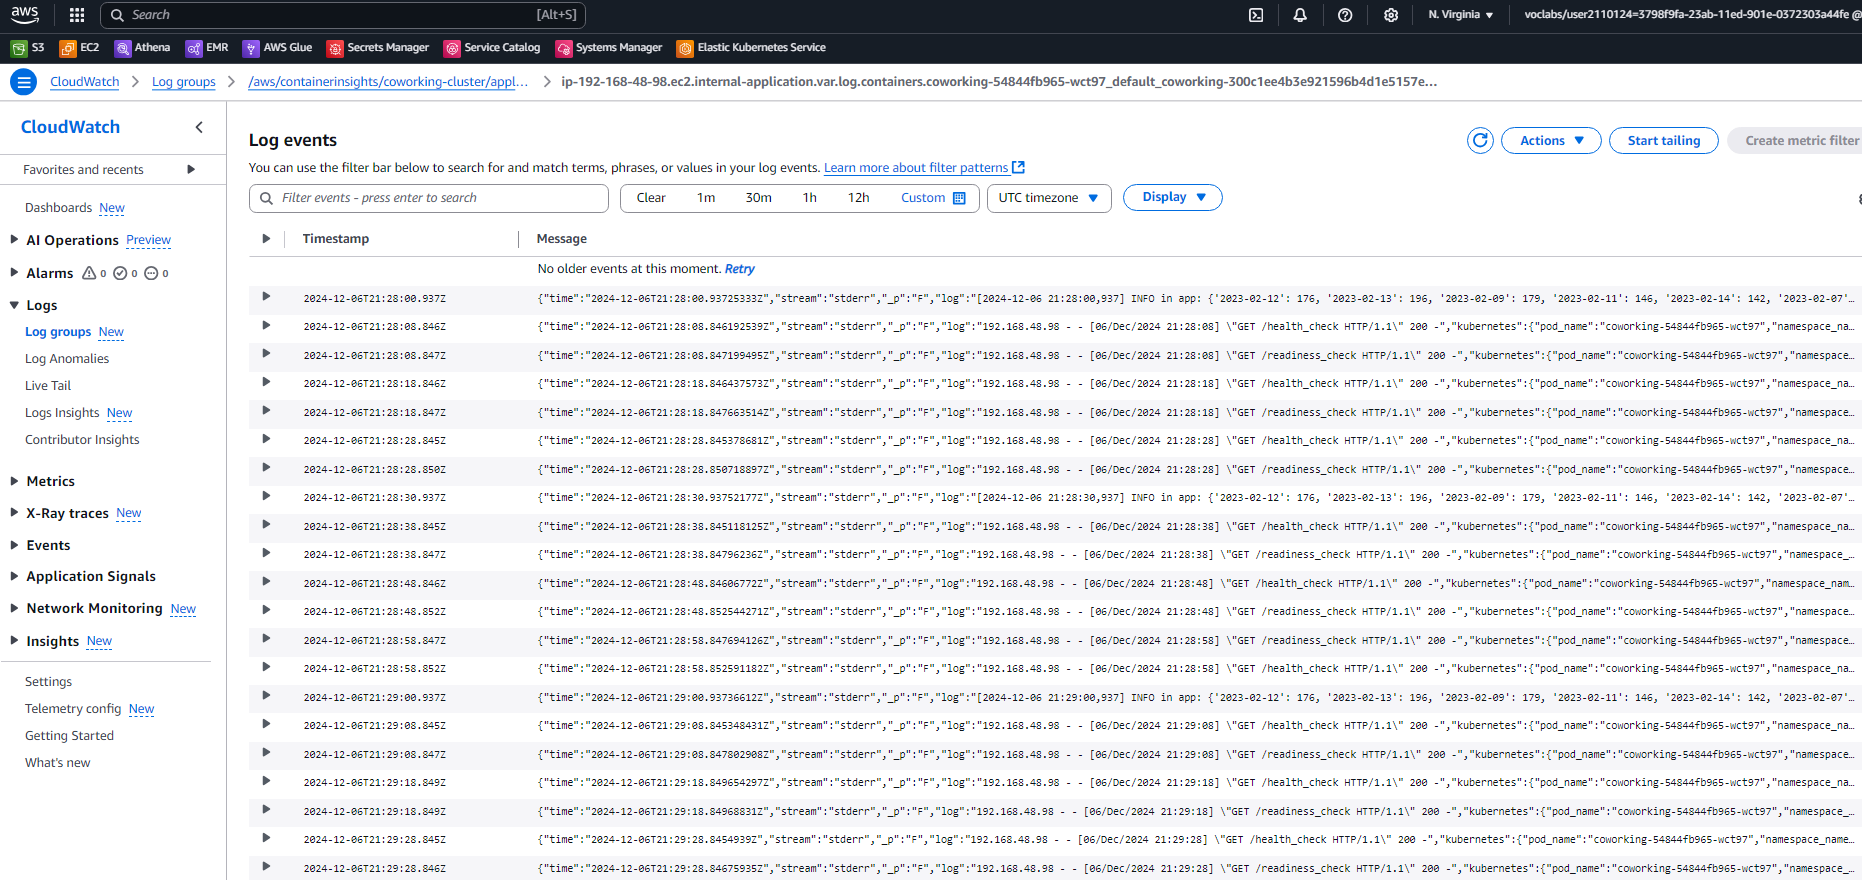 aws
Search [Alt+S]
N. Virginia
voclabs/user2110124=3798f9fa-23ab-11ed-901e-0372303a44fe @
S3 EC2 Athena EMR AWS Glue Secrets Manager Service Catalog Systems Manager Elastic Kubernetes Service
CloudWatch Log groups /aws/containerinsights/coworking-cluster/appl... ip-192-168-48-98.ec2.internal-application.var.log.containers.coworking-54844fb965-wct97_default_coworking-300c1ee4b3e921596b4d1e5157e...
CloudWatch
Favorites and recents
Dashboards New
AI Operations Preview
Alarms 0 0 0
Logs
Log groups New
Log Anomalies
Live Tail
Logs Insights New
Contributor Insights
Metrics
X-Ray traces New
Events
Application Signals
Network Monitoring New
Insights New
Settings
Telemetry config New
Getting Started
What's new
Log events
Actions Start tailing Create metric filter
You can use the filter bar below to search for and match terms, phrases, or values in your log events. Learn more about filter patterns
Filter events - press enter to search
Clear 1m 30m 1h 12h Custom UTC timezone Display
Timestamp Message
No older events at this moment. Retry
2024-12-06T21:28:00.937Z {"time":"2024-12-06T21:28:00.93725333Z","stream":"stderr","_p":"F","log":"[2024-12-06 21:28:00,937] INFO in app: {'2023-02-12': 176, '2023-02-13': 196, '2023-02-09': 179, '2023-02-11': 146, '2023-02-14': 142, '2023-02-07'...
2024-12-06T21:28:08.846Z {"time":"2024-12-06T21:28:08.846192539Z","stream":"stderr","_p":"F","log":"192.168.48.98 - - [06/Dec/2024 21:28:08] \"GET /health_check HTTP/1.1\" 200 -","kubernetes":{"pod_name":"coworking-54844fb965-wct97","namespace_na...
2024-12-06T21:28:08.847Z {"time":"2024-12-06T21:28:08.847199495Z","stream":"stderr","_p":"F","log":"192.168.48.98 - - [06/Dec/2024 21:28:08] \"GET /readiness_check HTTP/1.1\" 200 -","kubernetes":{"pod_name":"coworking-54844fb965-wct97","namespace...
2024-12-06T21:28:18.846Z {"time":"2024-12-06T21:28:18.846437573Z","stream":"stderr","_p":"F","log":"192.168.48.98 - - [06/Dec/2024 21:28:18] \"GET /health_check HTTP/1.1\" 200 -","kubernetes":{"pod_name":"coworking-54844fb965-wct97","namespace_na...
2024-12-06T21:28:18.847Z {"time":"2024-12-06T21:28:18.847663514Z","stream":"stderr","_p":"F","log":"192.168.48.98 - - [06/Dec/2024 21:28:18] \"GET /readiness_check HTTP/1.1\" 200 -","kubernetes":{"pod_name":"coworking-54844fb965-wct97","namespace...
2024-12-06T21:28:28.845Z {"time":"2024-12-06T21:28:28.845378681Z","stream":"stderr","_p":"F","log":"192.168.48.98 - - [06/Dec/2024 21:28:28] \"GET /health_check HTTP/1.1\" 200 -","kubernetes":{"pod_name":"coworking-54844fb965-wct97","namespace_na...
2024-12-06T21:28:28.850Z {"time":"2024-12-06T21:28:28.850718897Z","stream":"stderr","_p":"F","log":"192.168.48.98 - - [06/Dec/2024 21:28:28] \"GET /readiness_check HTTP/1.1\" 200 -","kubernetes":{"pod_name":"coworking-54844fb965-wct97","namespace...
2024-12-06T21:28:30.937Z {"time":"2024-12-06T21:28:30.93752177Z","stream":"stderr","_p":"F","log":"[2024-12-06 21:28:30,937] INFO in app: {'2023-02-12': 176, '2023-02-13': 196, '2023-02-09': 179, '2023-02-11': 146, '2023-02-14': 142, '2023-02-07'...
2024-12-06T21:28:38.845Z {"time":"2024-12-06T21:28:38.845118125Z","stream":"stderr","_p":"F","log":"192.168.48.98 - - [06/Dec/2024 21:28:38] \"GET /health_check HTTP/1.1\" 200 -","kubernetes":{"pod_name":"coworking-54844fb965-wct97","namespace_na...
2024-12-06T21:28:38.847Z {"time":"2024-12-06T21:28:38.84796236Z","stream":"stderr","_p":"F","log":"192.168.48.98 - - [06/Dec/2024 21:28:38] \"GET /readiness_check HTTP/1.1\" 200 -","kubernetes":{"pod_name":"coworking-54844fb965-wct97","namespace_...
2024-12-06T21:28:48.846Z {"time":"2024-12-06T21:28:48.84606772Z","stream":"stderr","_p":"F","log":"192.168.48.98 - - [06/Dec/2024 21:28:48] \"GET /health_check HTTP/1.1\" 200 -","kubernetes":{"pod_name":"coworking-54844fb965-wct97","namespace_nam...
2024-12-06T21:28:48.852Z {"time":"2024-12-06T21:28:48.852544271Z","stream":"stderr","_p":"F","log":"192.168.48.98 - - [06/Dec/2024 21:28:48] \"GET /readiness_check HTTP/1.1\" 200 -","kubernetes":{"pod_name":"coworking-54844fb965-wct97","namespace...
2024-12-06T21:28:58.847Z {"time":"2024-12-06T21:28:58.847694126Z","stream":"stderr","_p":"F","log":"192.168.48.98 - - [06/Dec/2024 21:28:58] \"GET /readiness_check HTTP/1.1\" 200 -","kubernetes":{"pod_name":"coworking-54844fb965-wct97","namespace...
2024-12-06T21:28:58.852Z {"time":"2024-12-06T21:28:58.852591182Z","stream":"stderr","_p":"F","log":"192.168.48.98 - - [06/Dec/2024 21:28:58] \"GET /health_check HTTP/1.1\" 200 -","kubernetes":{"pod_name":"coworking-54844fb965-wct97","namespace_na...
2024-12-06T21:29:00.937Z {"time":"2024-12-06T21:29:00.93736612Z","stream":"stderr","_p":"F","log":"[2024-12-06 21:29:00,937] INFO in app: {'2023-02-12': 176, '2023-02-13': 196, '2023-02-09': 179, '2023-02-11': 146, '2023-02-14': 142, '2023-02-07'...
2024-12-06T21:29:08.845Z {"time":"2024-12-06T21:29:08.845348431Z","stream":"stderr","_p":"F","log":"192.168.48.98 - - [06/Dec/2024 21:29:08] \"GET /health_check HTTP/1.1\" 200 -","kubernetes":{"pod_name":"coworking-54844fb965-wct97","namespace_na...
2024-12-06T21:29:08.847Z {"time":"2024-12-06T21:29:08.847802908Z","stream":"stderr","_p":"F","log":"192.168.48.98 - - [06/Dec/2024 21:29:08] \"GET /readiness_check HTTP/1.1\" 200 -","kubernetes":{"pod_name":"coworking-54844fb965-wct97","namespace...
2024-12-06T21:29:18.849Z {"time":"2024-12-06T21:29:18.849654297Z","stream":"stderr","_p":"F","log":"192.168.48.98 - - [06/Dec/2024 21:29:18] \"GET /health_check HTTP/1.1\" 200 -","kubernetes":{"pod_name":"coworking-54844fb965-wct97","namespace_na...
2024-12-06T21:29:18.849Z {"time":"2024-12-06T21:29:18.84968831Z","stream":"stderr","_p":"F","log":"192.168.48.98 - - [06/Dec/2024 21:29:18] \"GET /readiness_check HTTP/1.1\" 200 -","kubernetes":{"pod_name":"coworking-54844fb965-wct97","namespace_...
2024-12-06T21:29:28.845Z {"time":"2024-12-06T21:29:28.8454939Z","stream":"stderr","_p":"F","log":"192.168.48.98 - - [06/Dec/2024 21:29:28] \"GET /health_check HTTP/1.1\" 200 -","kubernetes":{"pod_name":"coworking-54844fb965-wct97","namespace_name...
2024-12-06T21:29:28.846Z {"time":"2024-12-06T21:29:28.84675935Z","stream":"stderr","_p":"F","log":"192.168.48.98 - - [06/Dec/2024 21:29:28] \"GET /readiness_check HTTP/1.1\" 200 -","kubernetes":{"pod_name":"coworking-54844fb965-wct97","namespace_...